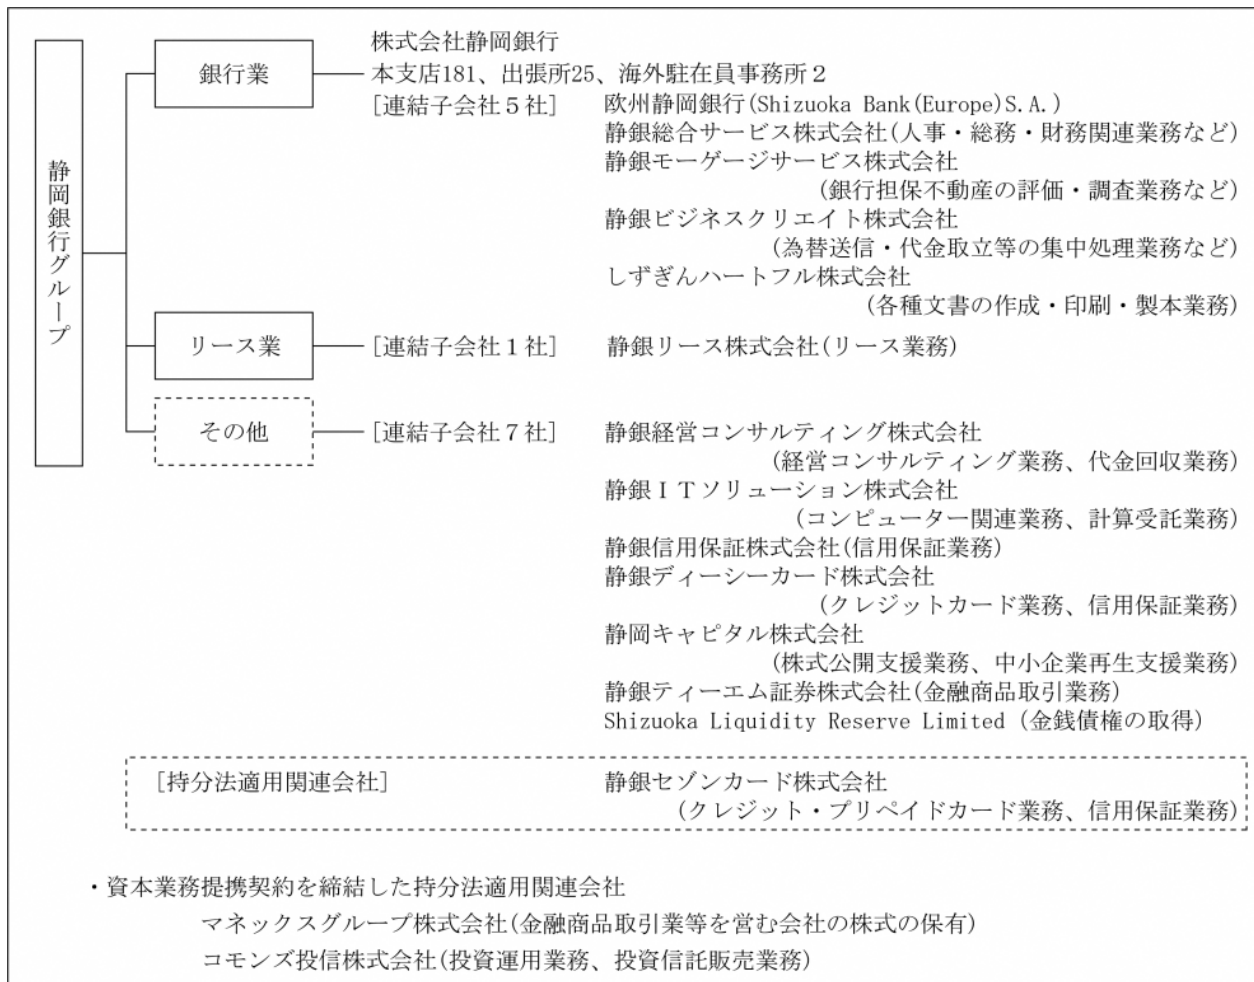 静岡銀行グループ
銀行業
株式会社静岡銀行
本支店181、出張所25、海外駐在員事務所2
[連結子会社5社] 欧州静岡銀行(Shizuoka Bank(Europe)S.A.)
静銀総合サービス株式会社(人事・総務・財務関連業務など)
静銀モーゲージサービス株式会社
(銀行担保不動産の評価・調査業務など)
静銀ビジネスクリエイト株式会社
(為替送信・代金取立等の集中処理業務など)
しずぎんハートフル株式会社
(各種文書の作成・印刷・製本業務)
リース業 [連結子会社1社] 静銀リース株式会社(リース業務)
その他 [連結子会社7社] 静銀経営コンサルティング株式会社
(経営コンサルティング業務、代金回収業務)
静銀ITソリューション株式会社
(コンピューター関連業務、計算受託業務)
静銀信用保証株式会社(信用保証業務)
静銀ディーシーカード株式会社
(クレジットカード業務、信用保証業務)
静岡キャピタル株式会社
(株式公開支援業務、中小企業再生支援業務)
静銀ティーエム証券株式会社(金融商品取引業務)
Shizuoka Liquidity Reserve Limited (金銭債権の取得)
[持分法適用関連会社] 静銀セゾンカード株式会社
(クレジット・プリペイドカード業務、信用保証業務)
・資本業務提携契約を締結した持分法適用関連会社
マネックスグループ株式会社(金融商品取引業等を営む会社の株式の保有)
コモンズ投信株式会社(投資運用業務、投資信託販売業務)